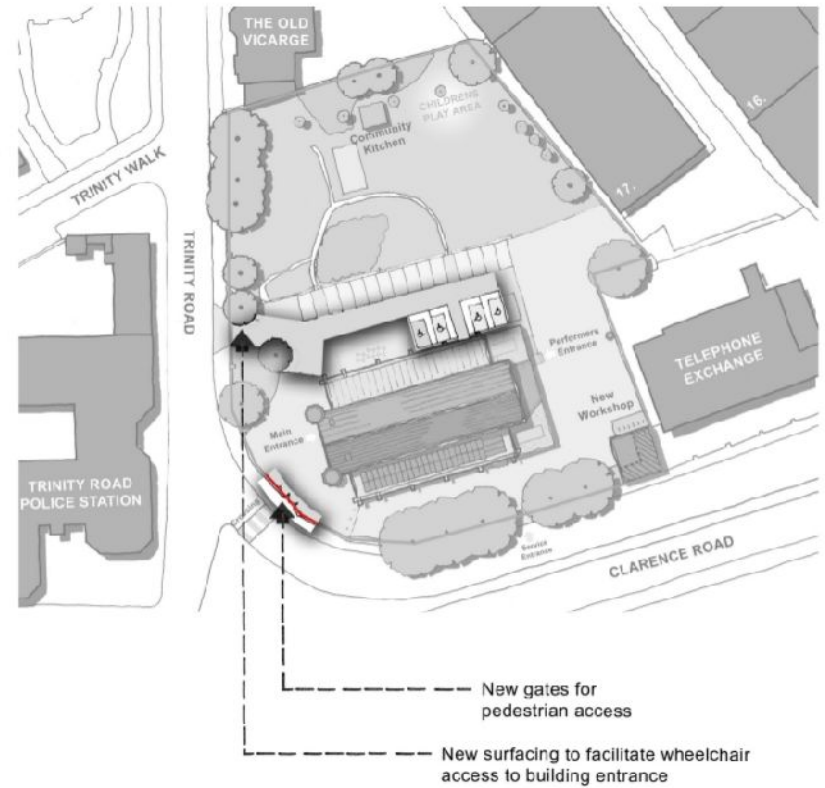 THE OLD
VICARGE
CHILDRENS
PLAY AREA
Community
Kitchen
16.
17.
TRINITY WALK
TRINITY ROAD
Performers
Entrance
TELEPHONE
EXCHANGE
New
Workshop
Main
Entrance
TRINITY ROAD
POLICE STATION
Service
Entrance
CLARENCE ROAD
New gates for
pedestrian access
New surfacing to facilitate wheelchair
access to building entrance